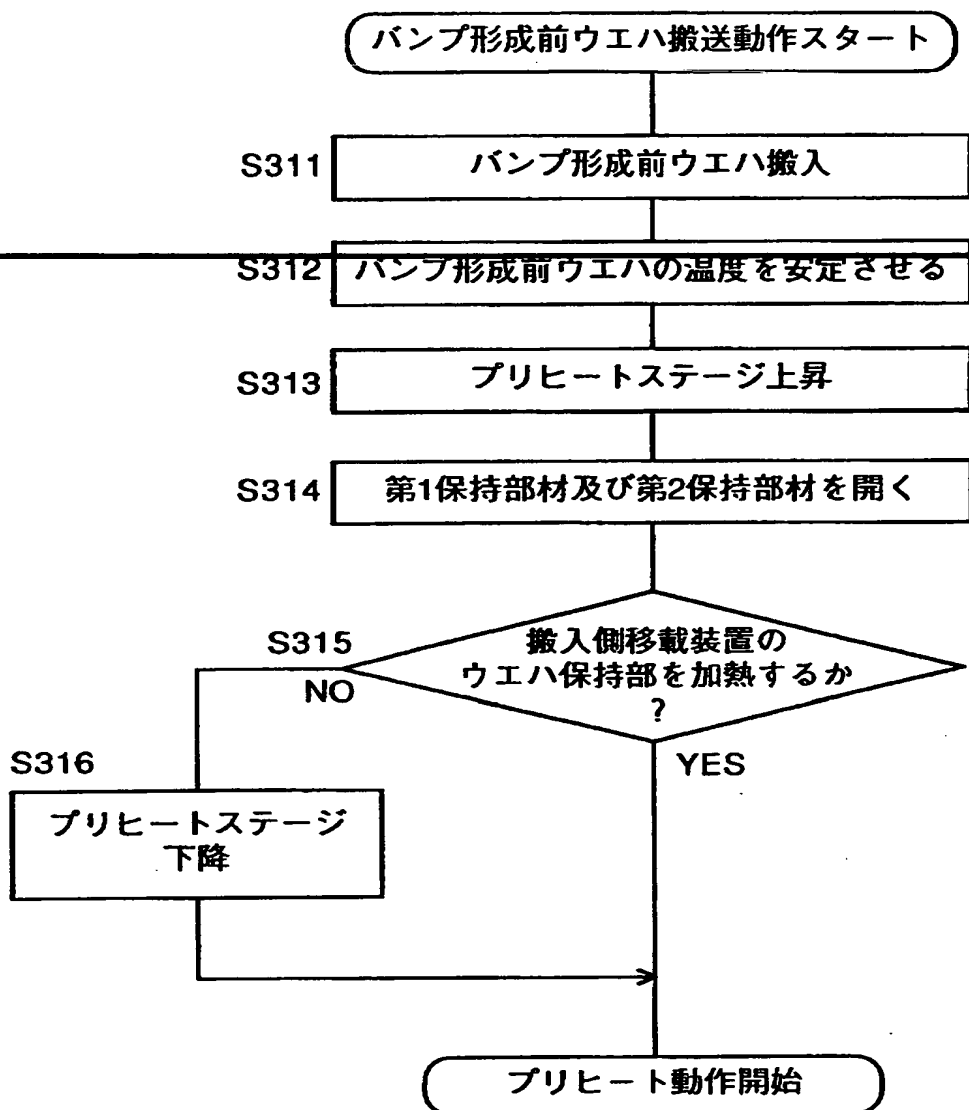 バンプ形成前ウエハ搬送動作スタート
S311 バンプ形成前ウエハ搬入
S312 バンプ形成前ウエハの温度を安定させる
S313 プリヒートステージ上昇
S314 第1保持部材及び第2保持部材を開く
S315 搬入側移載装置の
ウエハ保持部を加熱するか
?
NO
YES
S316
プリヒートステージ
下降
プリヒート動作開始